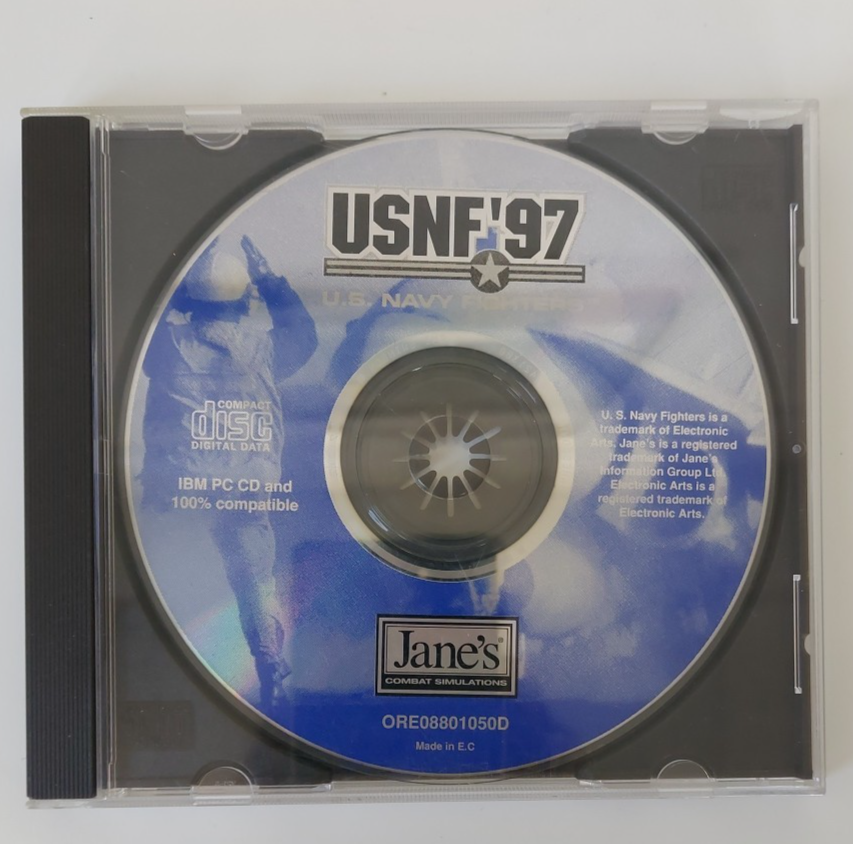 USNF'97
U.S. NAVY FIGHTERS
COMPACT
disc
DIGITAL DATA
IBM PC CD and
100% compatible
U. S. Navy Fighters is a
trademark of Electronic
Arts. Jane's is a registered
trademark of Jane's
Information Group Ltd.
Electronic Arts is a
registered trademark of
Electronic Arts.
Jane's®
COMBAT SIMULATIONS
ORE08801050D
Made in E.C